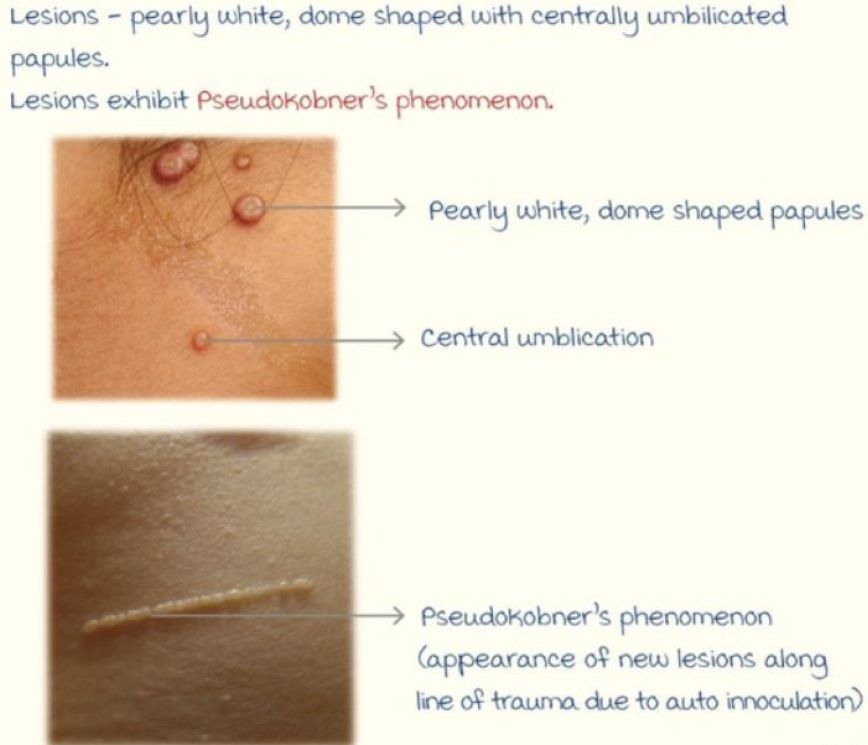 Lesions - pearly white, dome shaped with centrally umbilicated
papules.
Lesions exhibit Pseudokobner's phenomenon.
Pearly white, dome shaped papules
Central umblication
Pseudokobner's phenomenon
(appearance of new lesions along
line of trauma due to auto innoculation)